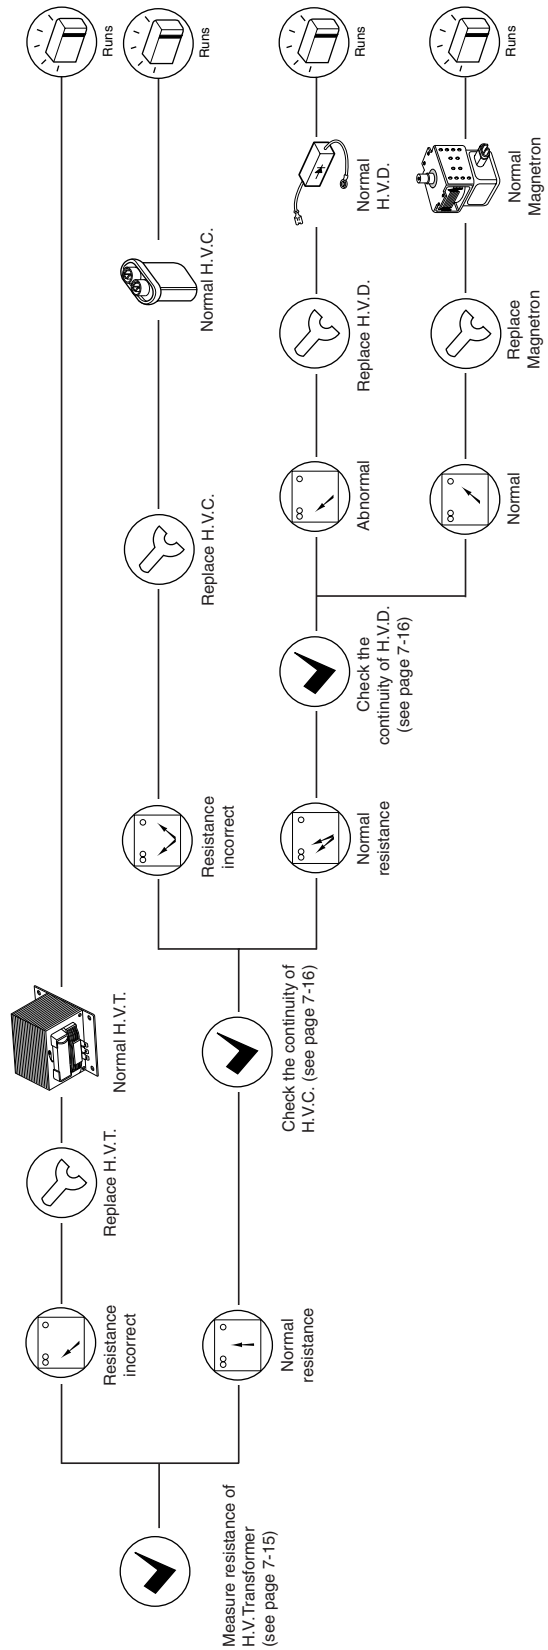 Measure resistance of
H.V.Transformer
(see page 7-15)
Resistance
incorrect
Replace H.V.T.
Normal H.V.T.
Runs
Normal
resistance
Check the continuity of
H.V.C. (see page 7-16)
Resistance
incorrect
Replace H.V.C.
Normal H.V.C.
Runs
Normal
resistance
Check the
continuity of H.V.D.
(see page 7-16)
Abnormal
Replace H.V.D.
Normal
H.V.D.
Runs
Normal
Replace
Magnetron
Normal
Magnetron
Runs